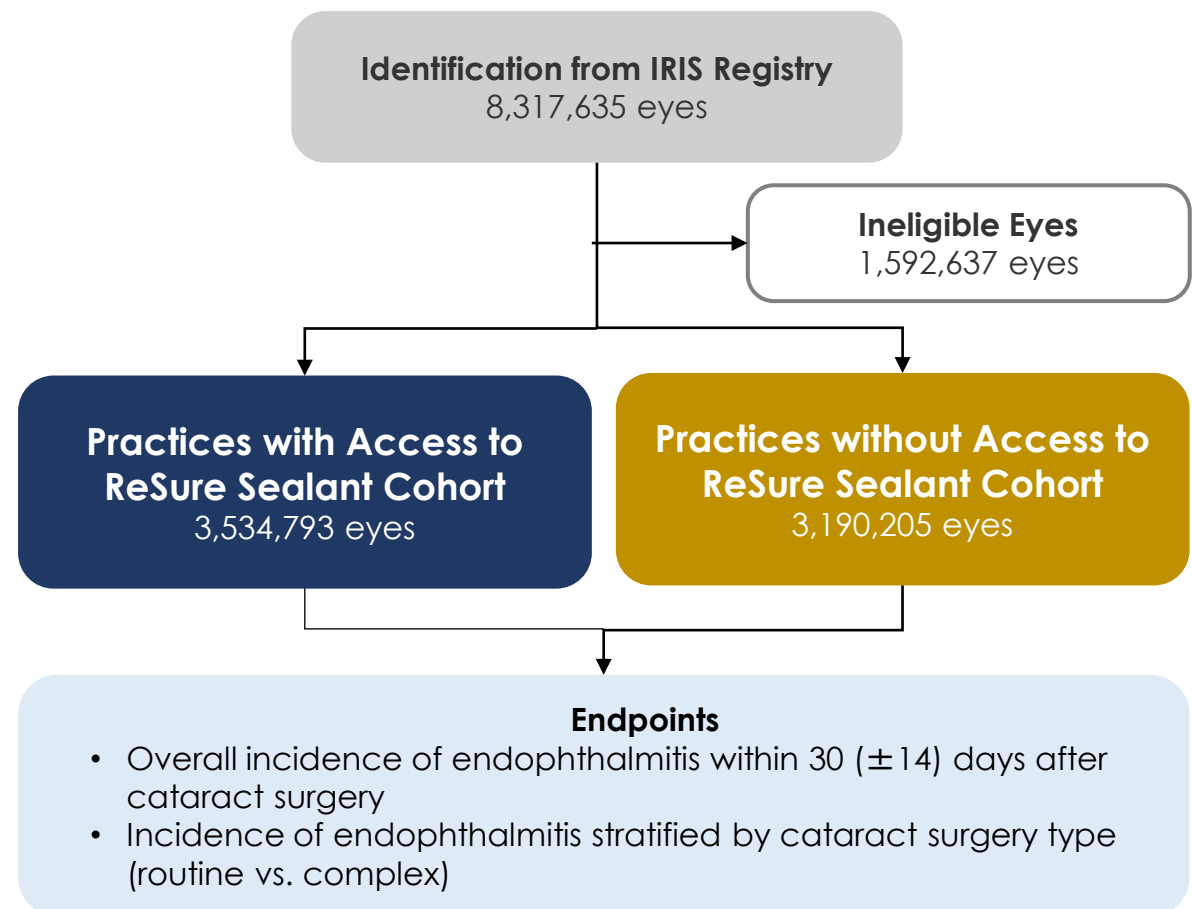 Identification from IRIS Registry
8,317,635 eyes
Ineligible Eyes
1,592,637 eyes
Practices with Access to
ReSure Sealant Cohort
3,534,793 eyes
Practices without Access to
ReSure Sealant Cohort
3,190,205 eyes
Endpoints
• Overall incidence of endophthalmitis within 30 (±14) days after
cataract surgery
• Incidence of endophthalmitis stratified by cataract surgery type
(routine vs. complex)